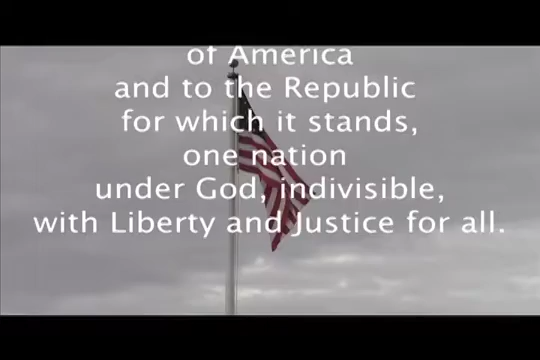 of America
and to the Republic
for which it stands,
one nation
under God, indivisible,
with Liberty and Justice for all.